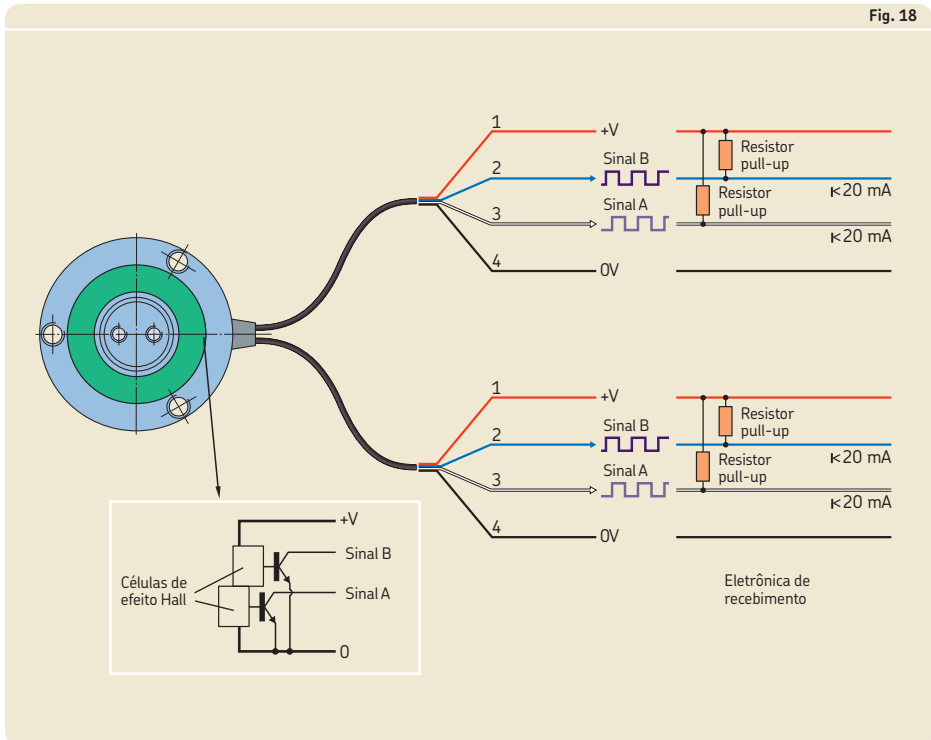 Fig. 18
1
+V
Resistor
pull-up
Sinal B
2
I<20 mA
Resistor
pull-up
Sinal A
3
I<20 mA
4
0V
1
+V
Resistor
pull-up
Sinal B
2
I<20 mA
Resistor
pull-up
Sinal A
3
I<20 mA
4
0V
Eletrônica de
recebimento
+V
Sinal B
Células de
efeito Hall
Sinal A
0